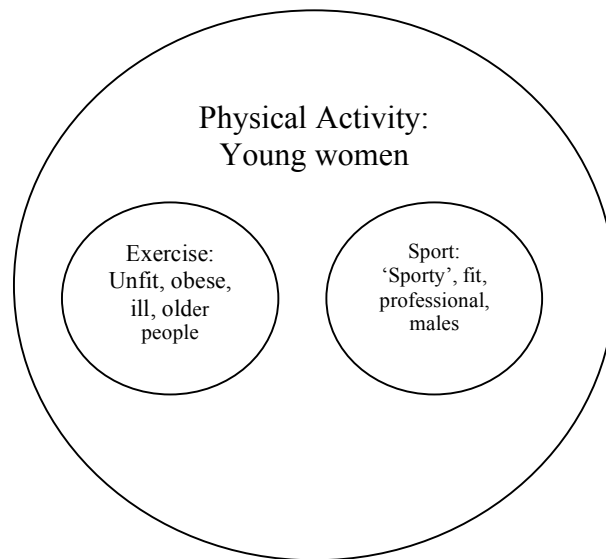 Physical Activity:
Young women
Exercise:
Unfit, obese,
ill, older
people
Sport:
‘Sporty’, fit,
professional,
males